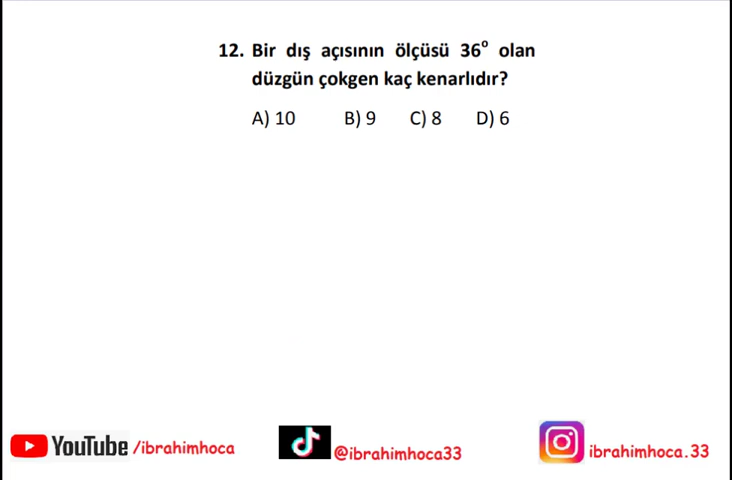 12. Bir dış açısının ölçüsü 36° olan
düzgün çokgen kaç kenarlıdır?
A) 10 B) 9 C) 8 D) 6
YouTube /ibrahimhoca @ibrahimhoca33 ibrahimhoca.33